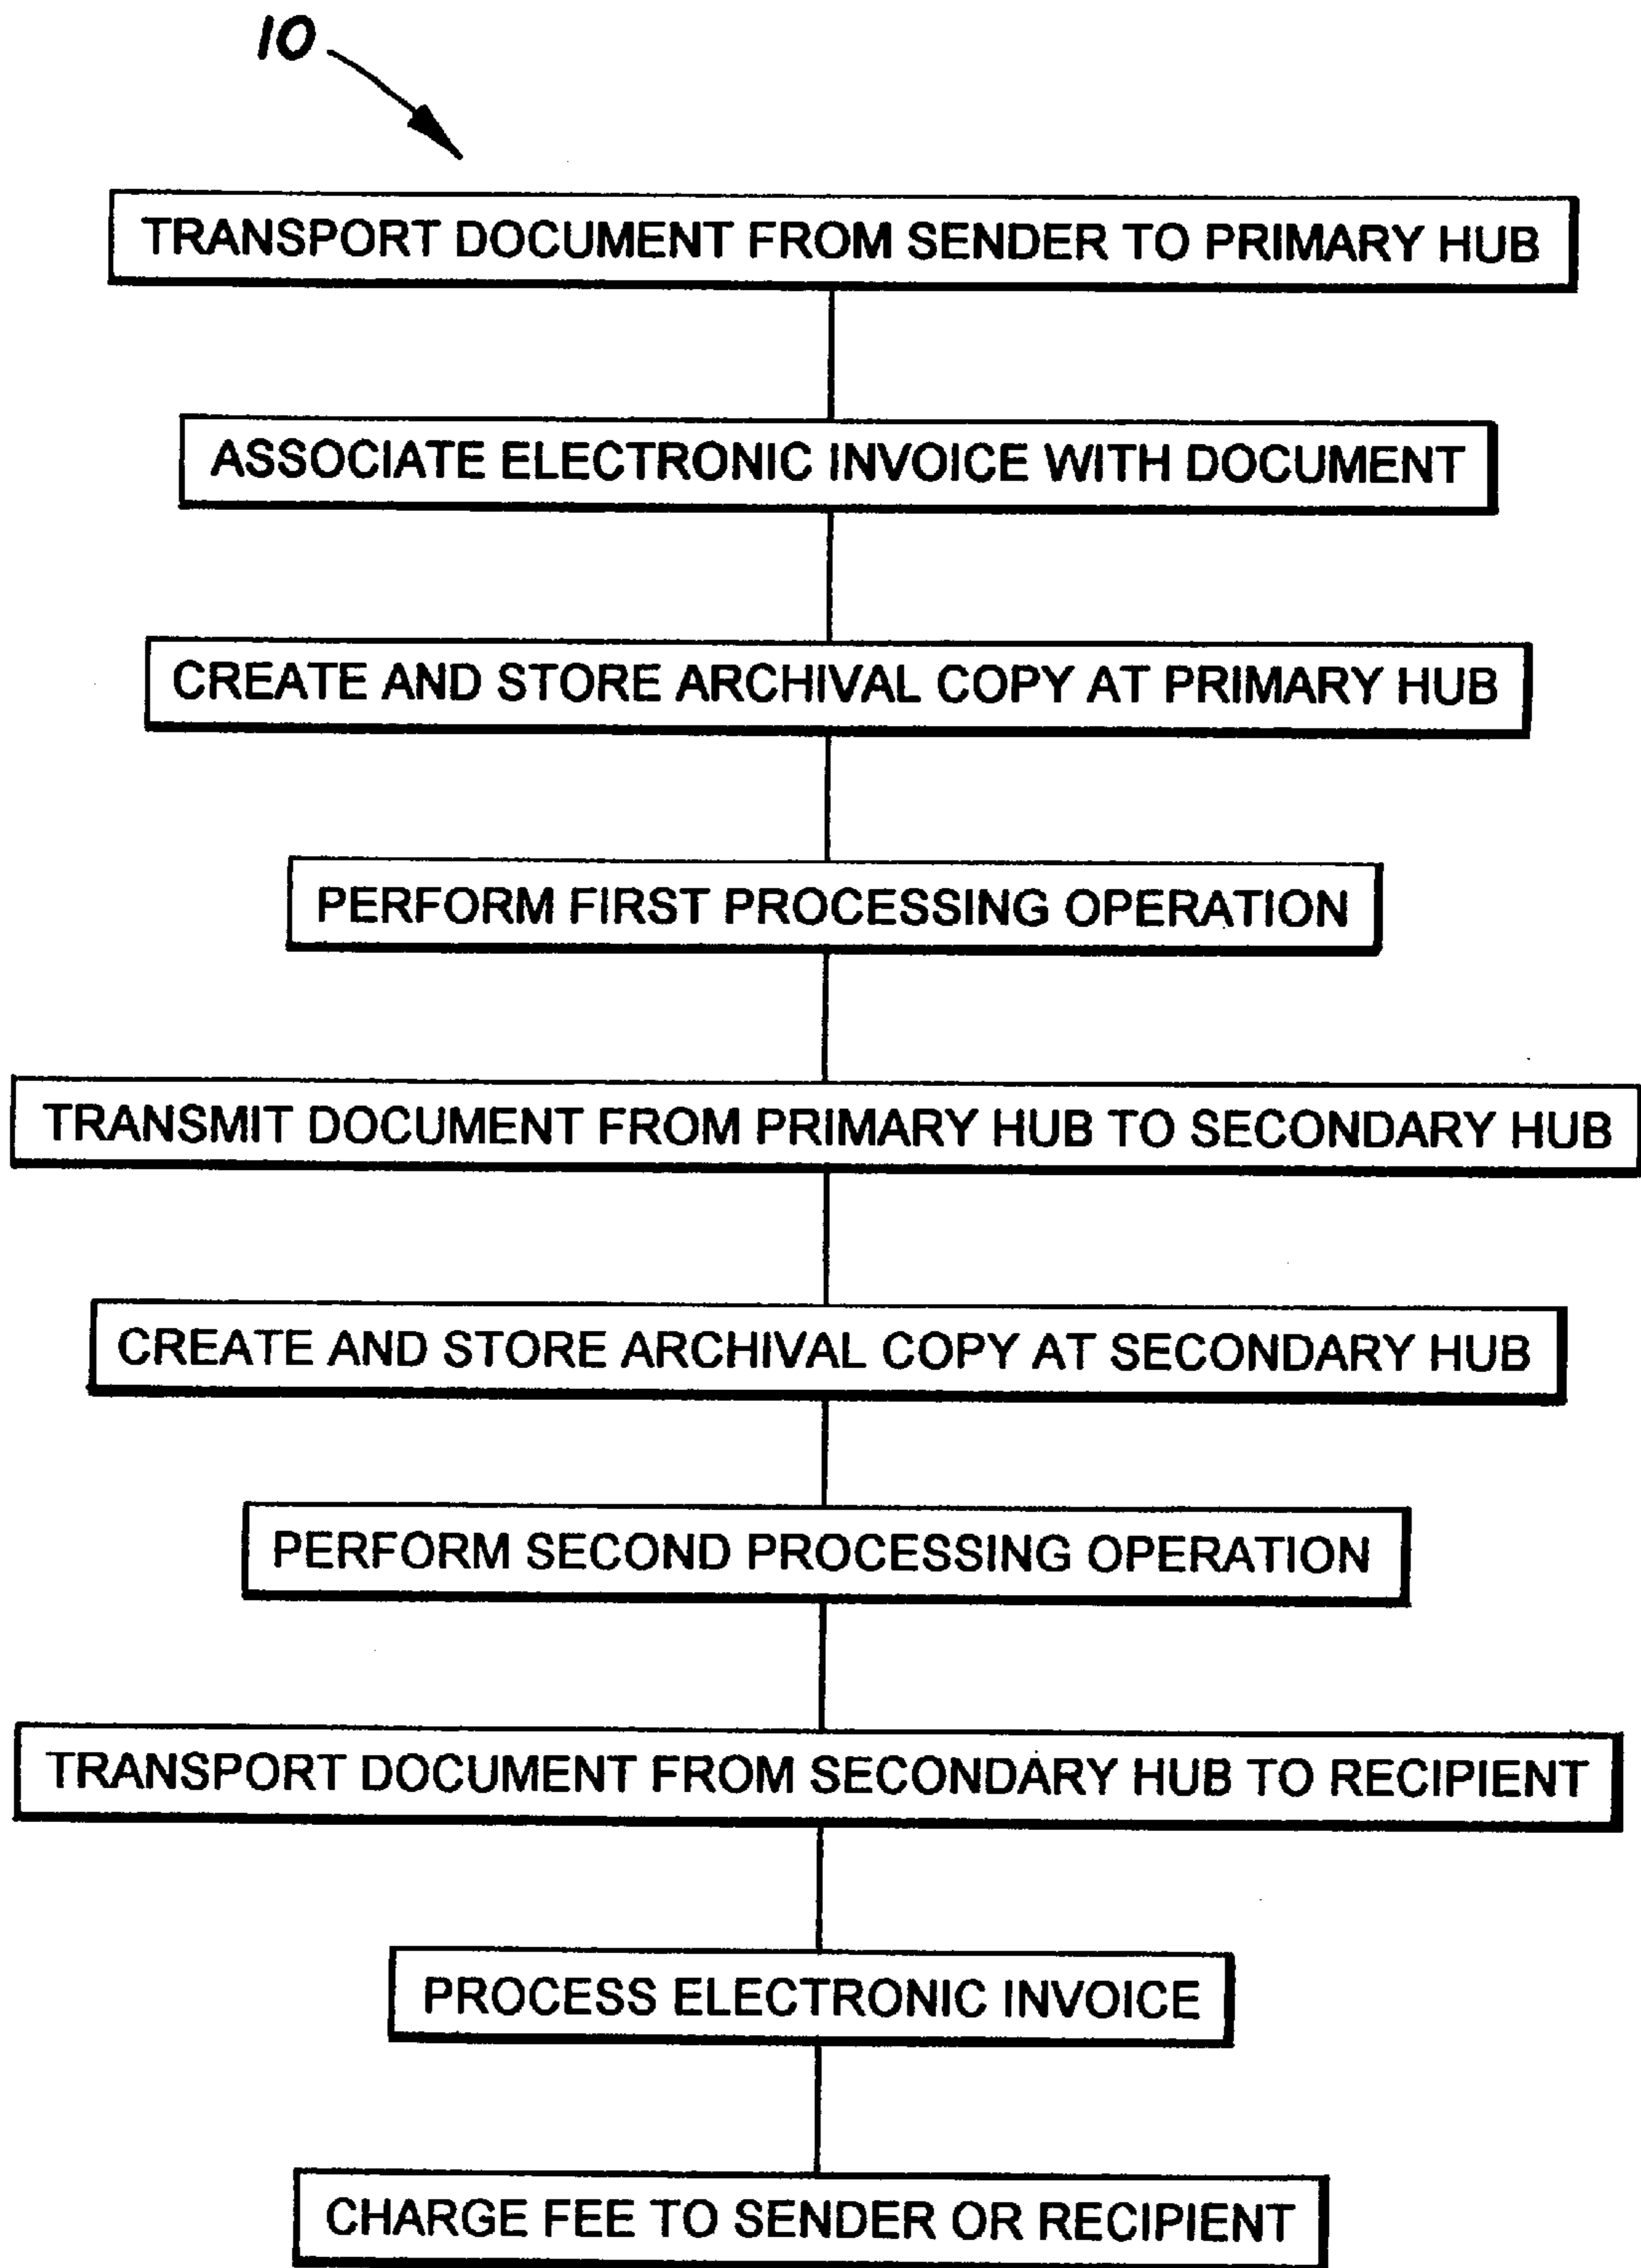 10
TRANSPORT DOCUMENT FROM SENDER TO PRIMARY HUB
ASSOCIATE ELECTRONIC INVOICE WITH DOCUMENT
CREATE AND STORE ARCHIVAL COPY AT PRIMARY HUB
PERFORM FIRST PROCESSING OPERATION
TRANSMIT DOCUMENT FROM PRIMARY HUB TO SECONDARY HUB
CREATE AND STORE ARCHIVAL COPY AT SECONDARY HUB
PERFORM SECOND PROCESSING OPERATION
TRANSPORT DOCUMENT FROM SECONDARY HUB TO RECIPIENT
PROCESS ELECTRONIC INVOICE
CHARGE FEE TO SENDER OR RECIPIENT